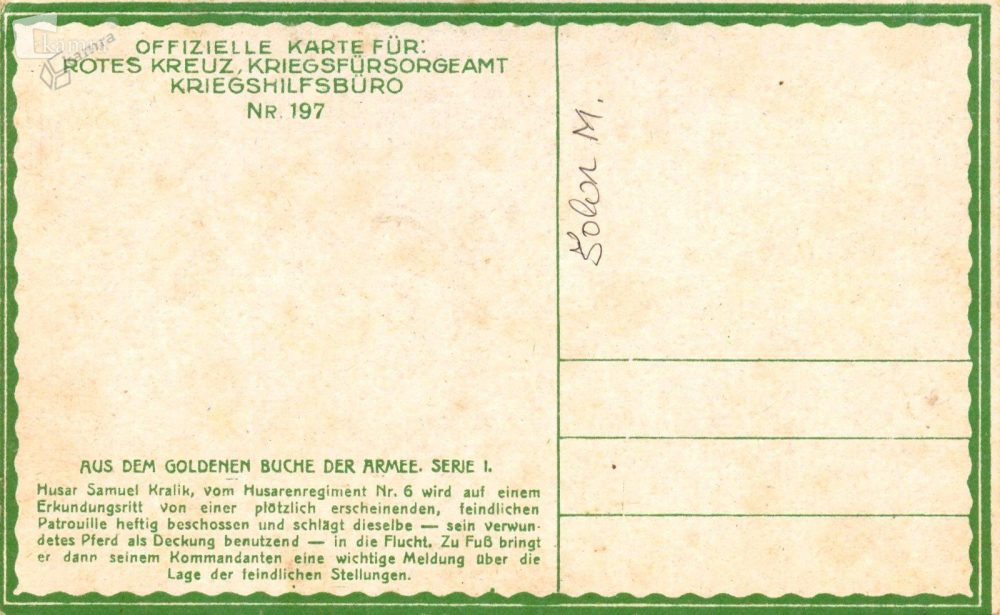 OFFIZIELLE KARTE FÜR:
ROTES KREUZ, KRIEGSFÜRSORGEAMT
KRIEGSHILFSBÜRO
NR. 197
AUS DEM GOLDENEN BUCHE DER ARMEE. SERIE I.
Husar Samuel Kralik, vom Husarenregiment Nr. 6 wird auf einem
Erkundungsritt von einer plötzlich erscheinenden, feindlichen
Patrouille heftig beschossen und schlägt dieselbe — sein verwun-
detes Pferd als Deckung benutzend — in die Flucht. Zu Fuß bringt
er dann seinem Kommandanten eine wichtige Meldung über die
Lage der feindlichen Stellungen.
M.